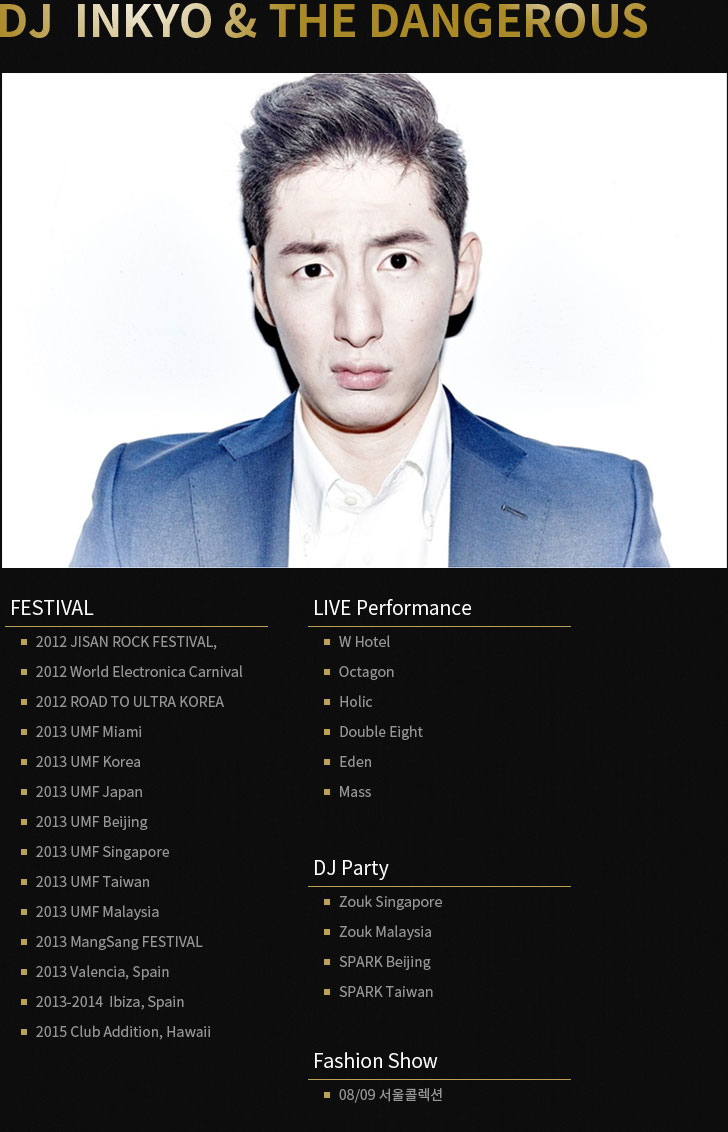 DJ INKYO & THE DANGEROUS
FESTIVAL
2012 JISAN ROCK FESTIVAL,
2012 World Electronica Carnival
2012 ROAD TO ULTRA KOREA
2013 UMF Miami
2013 UMF Korea
2013 UMF Japan
2013 UMF Beijing
2013 UMF Singapore
2013 UMF Taiwan
2013 UMF Malaysia
2013 MangSang FESTIVAL
2013 Valencia, Spain
2013-2014 Ibiza, Spain
2015 Club Addition, Hawaii
LIVE Performance
W Hotel
Octagon
Holic
Double Eight
Eden
Mass
DJ Party
Zouk Singapore
Zouk Malaysia
SPARK Beijing
SPARK Taiwan
Fashion Show
08/09 서울콜렉션